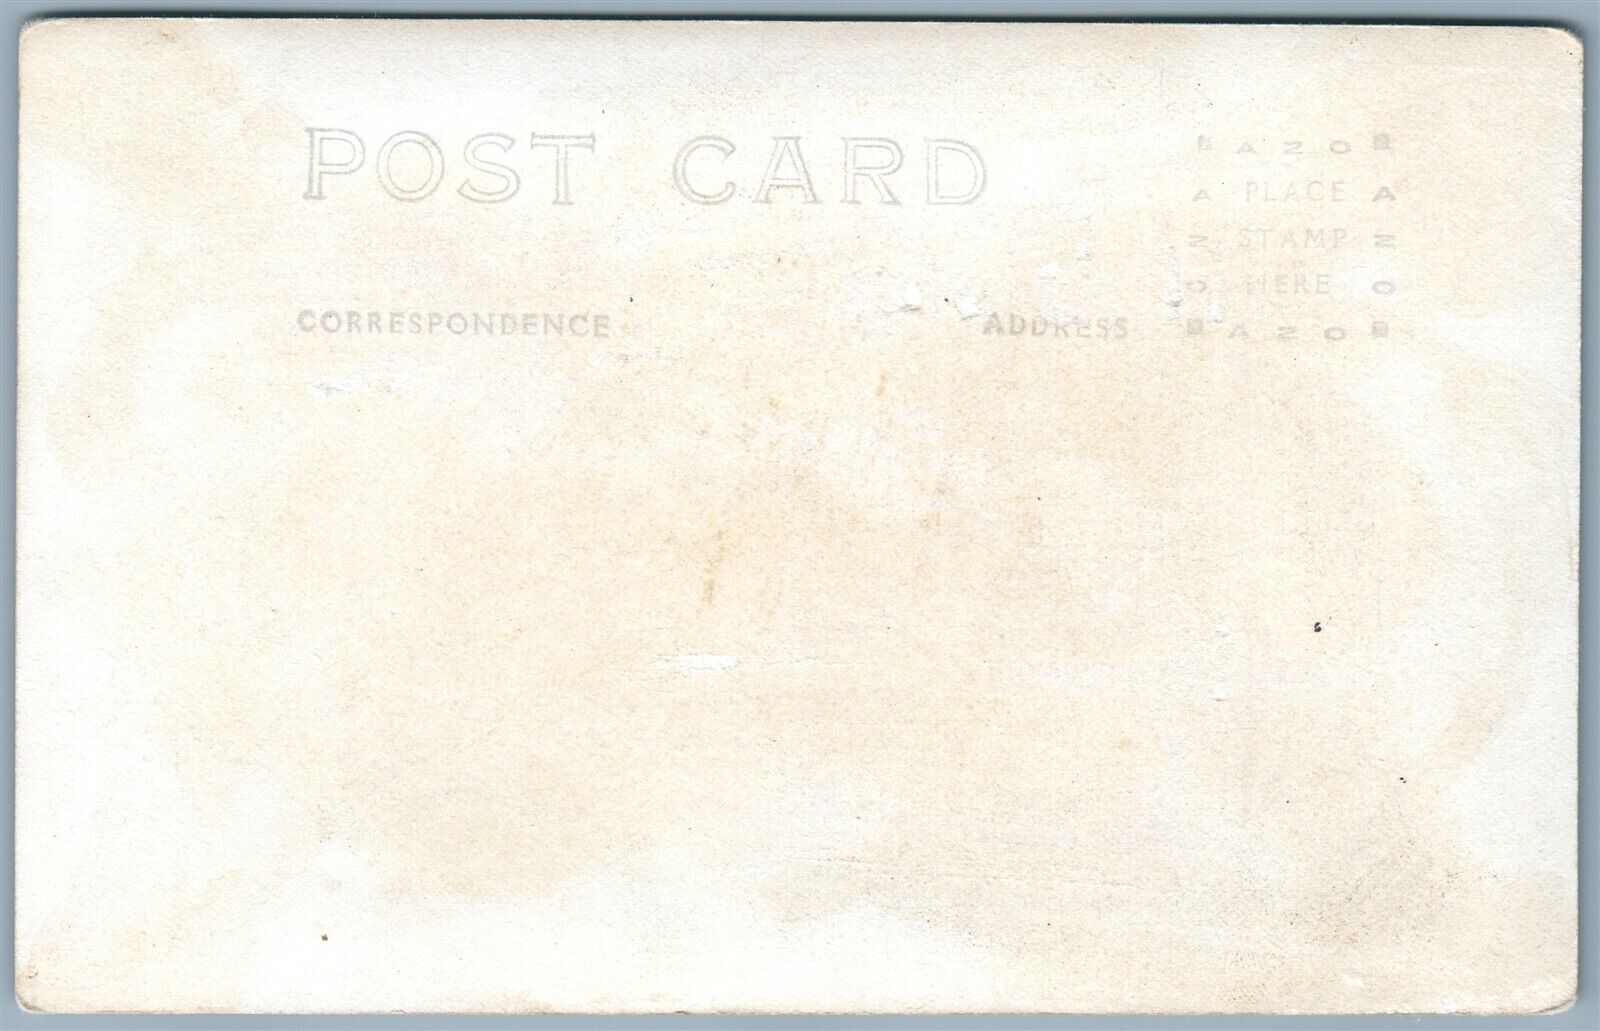 POST CARD
AZO
A PLACE A
Z STAMP Z
O HERE O
CORRESPONDENCE
ADDRESS
AZO